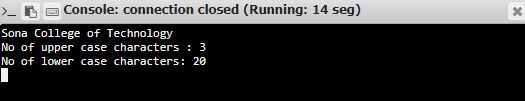 >_ Console: connection closed (Running: 14 seg)
Sona College of Technology
No of upper case characters : 3
No of lower case characters: 20